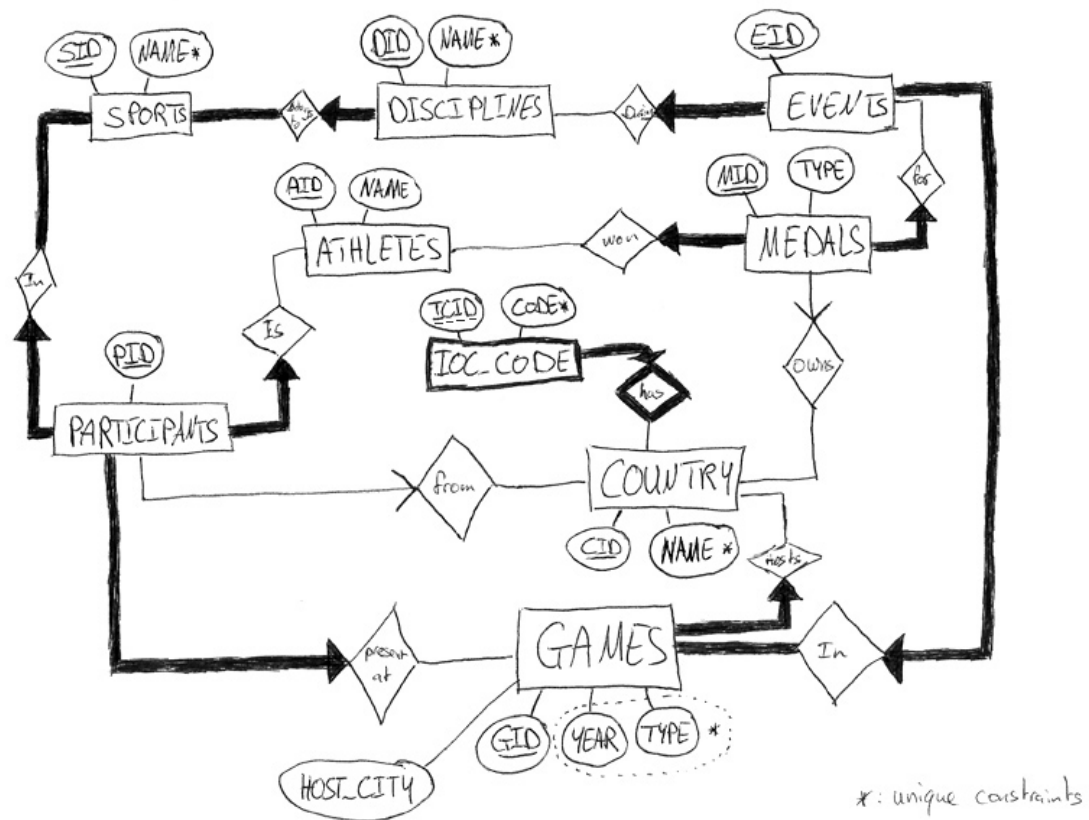 SID
NAME*
DID
NAME*
EID
SPORTS
DISCIPLINES
EVENTS
AID
NAME
MID
TYPE
for
ATHLETES
won
MEDALS
In
Is
ICID
CODE*
PID
IOC_CODE
has
owns
PARTICIPANTS
from
COUNTRY
CID
NAME *
Hosts
GAMES
present
at
In
GID
YEAR
TYPE *
HOST_CITY
*: unique constraints